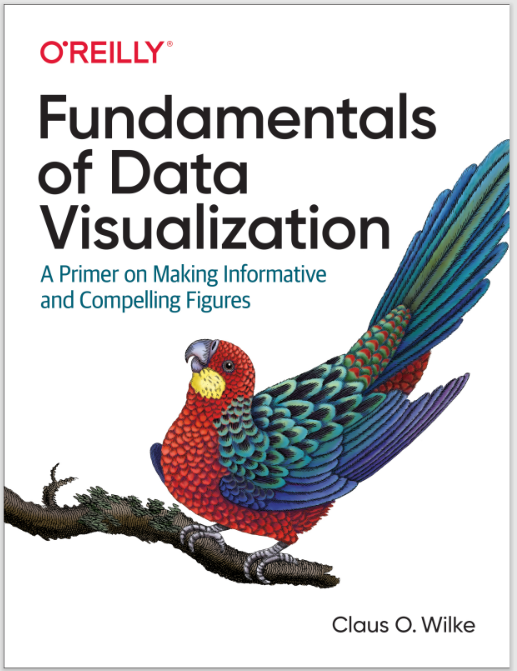 O'REILLY®
Fundamentals
of Data
Visualization
A Primer on Making Informative
and Compelling Figures
Claus O. Wilke